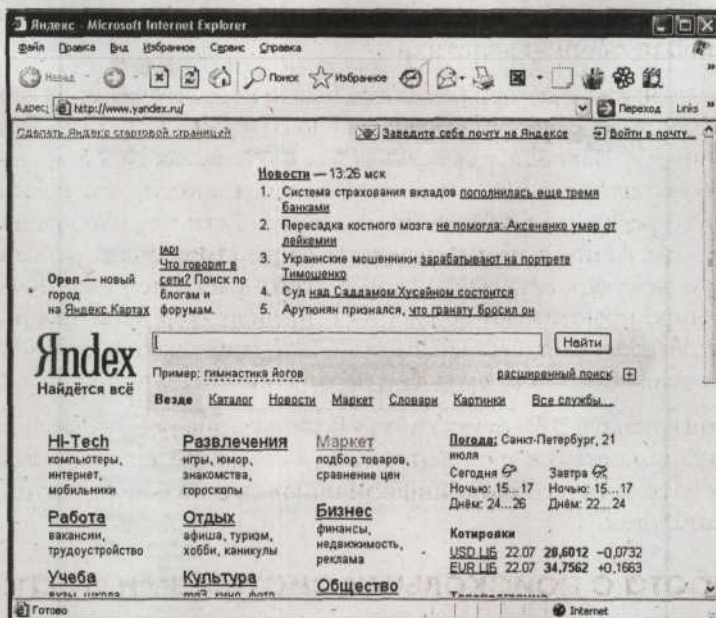 Яндекс - Microsoft Internet Explorer
Файл Правка Вид Избранное Сервис Справка
Назад Поиск Избранное
Адрес: http://www.yandex.ru/ Переход Links »
Сделать Яндекс стартовой страницей Заведите себе почту на Яндексе Войти в почту...
Новости — 13:26 мск
1. Система страхования вкладов пополнилась еще тремя
банками
2. Пересадка костного мозга не помогла: Аксененко умер от
лейкемии
3. Украинские мошенники зарабатывают на портрете
Тимошенко
4. Суд над Саддамом Хусейном состоится
5. Арутюнян признался, что гранату бросил он
Орел — новый
город
на Яндекс.Картах
Что говорят в
сети? Поиск по
блогам и
форумам.
Яndex
Найдётся всё
Найти
Пример: гимнастика йогов расширенный поиск
Везде Каталог Новости Маркет Словари Картинки Все службы...
Hi-Tech
компьютеры,
интернет,
мобильники
Работа
вакансии,
трудоустройство
Учеба
вузы, школа
Развлечения
игры, юмор,
знакомства,
гороскопы
Отдых
афиша, туризм,
хобби, каникулы
Культура
mp3, кино, фото
Маркет
подбор товаров,
сравнение цен
Бизнес
финансы,
недвижимость,
реклама
Общество
Погода: Санкт-Петербург, 21
июля
Сегодня Завтра
Ночью: 15...17 Ночью: 15...17
Днём: 24...26 Днём: 22...24
Котировки
USD ЦБ 22.07 28,6012 −0,0732
EUR ЦБ 22.07 34,7562 +0,1663
Готово Internet